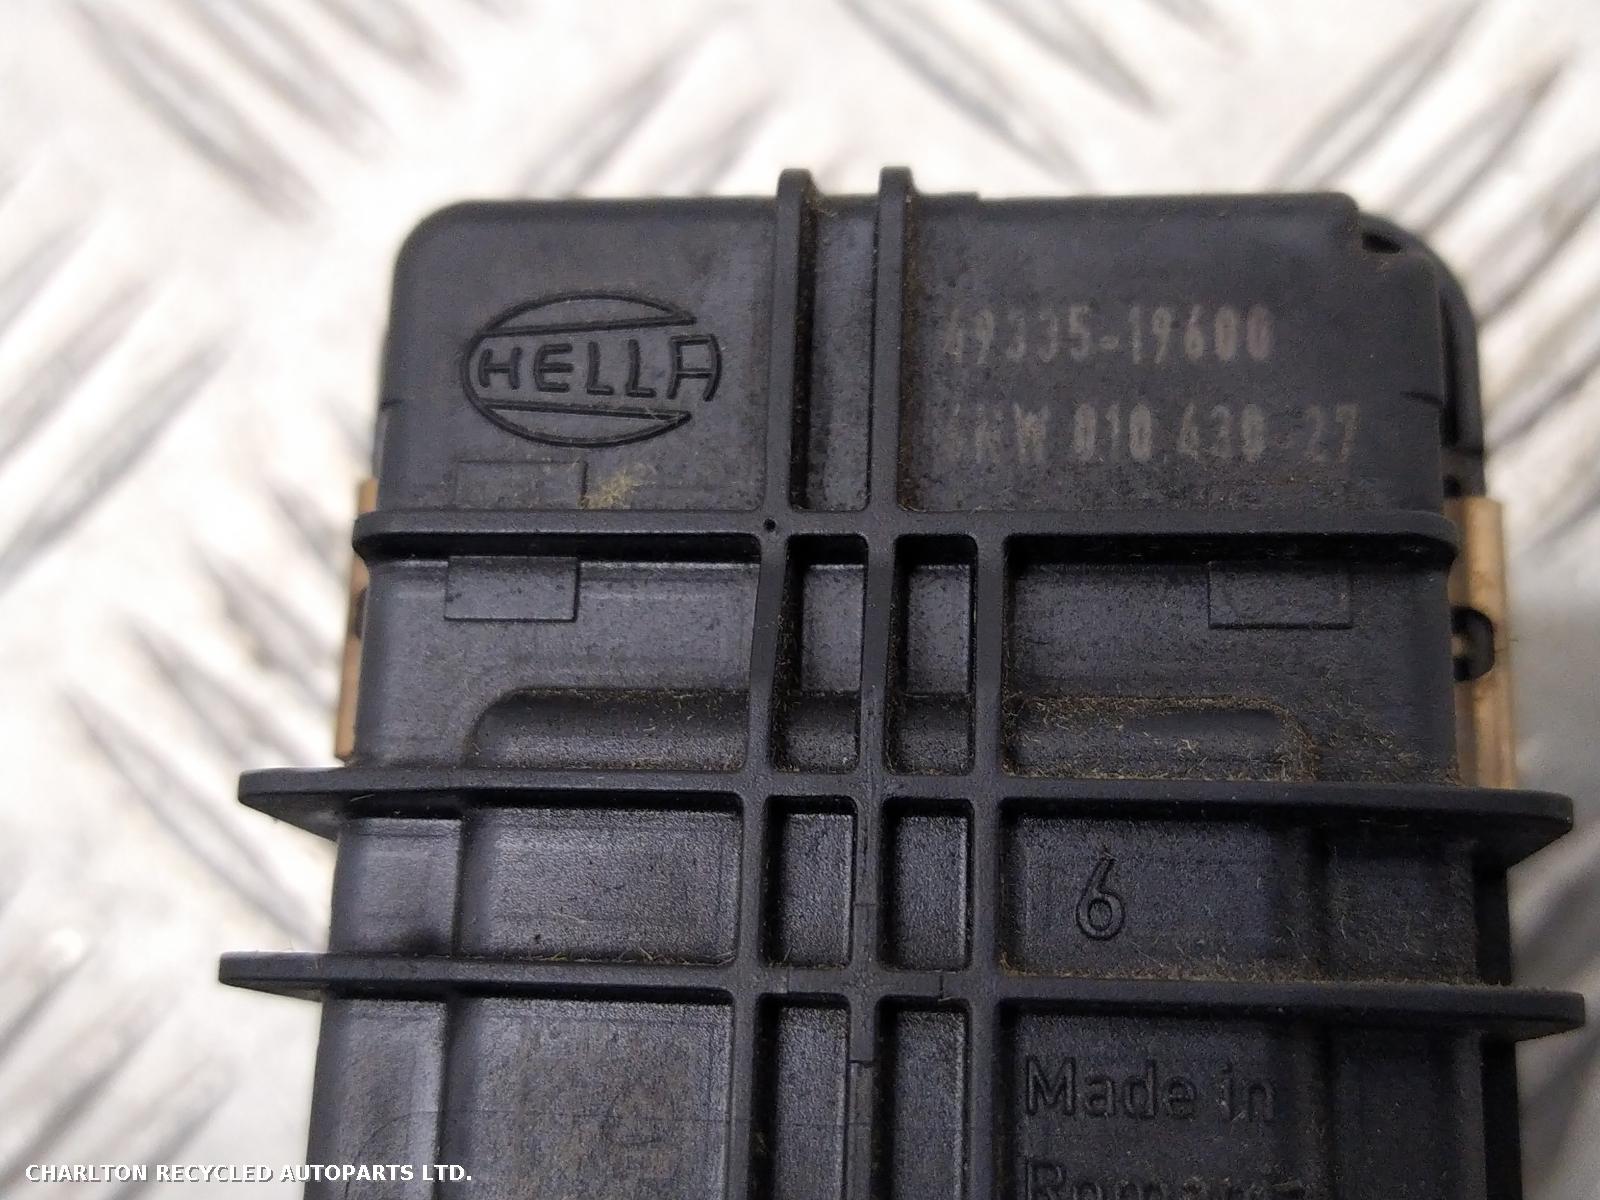 HELLA
49335-19600
6NW 010 430-27
6
Made in
CHARLTON RECYCLED AUTOPARTS LTD.